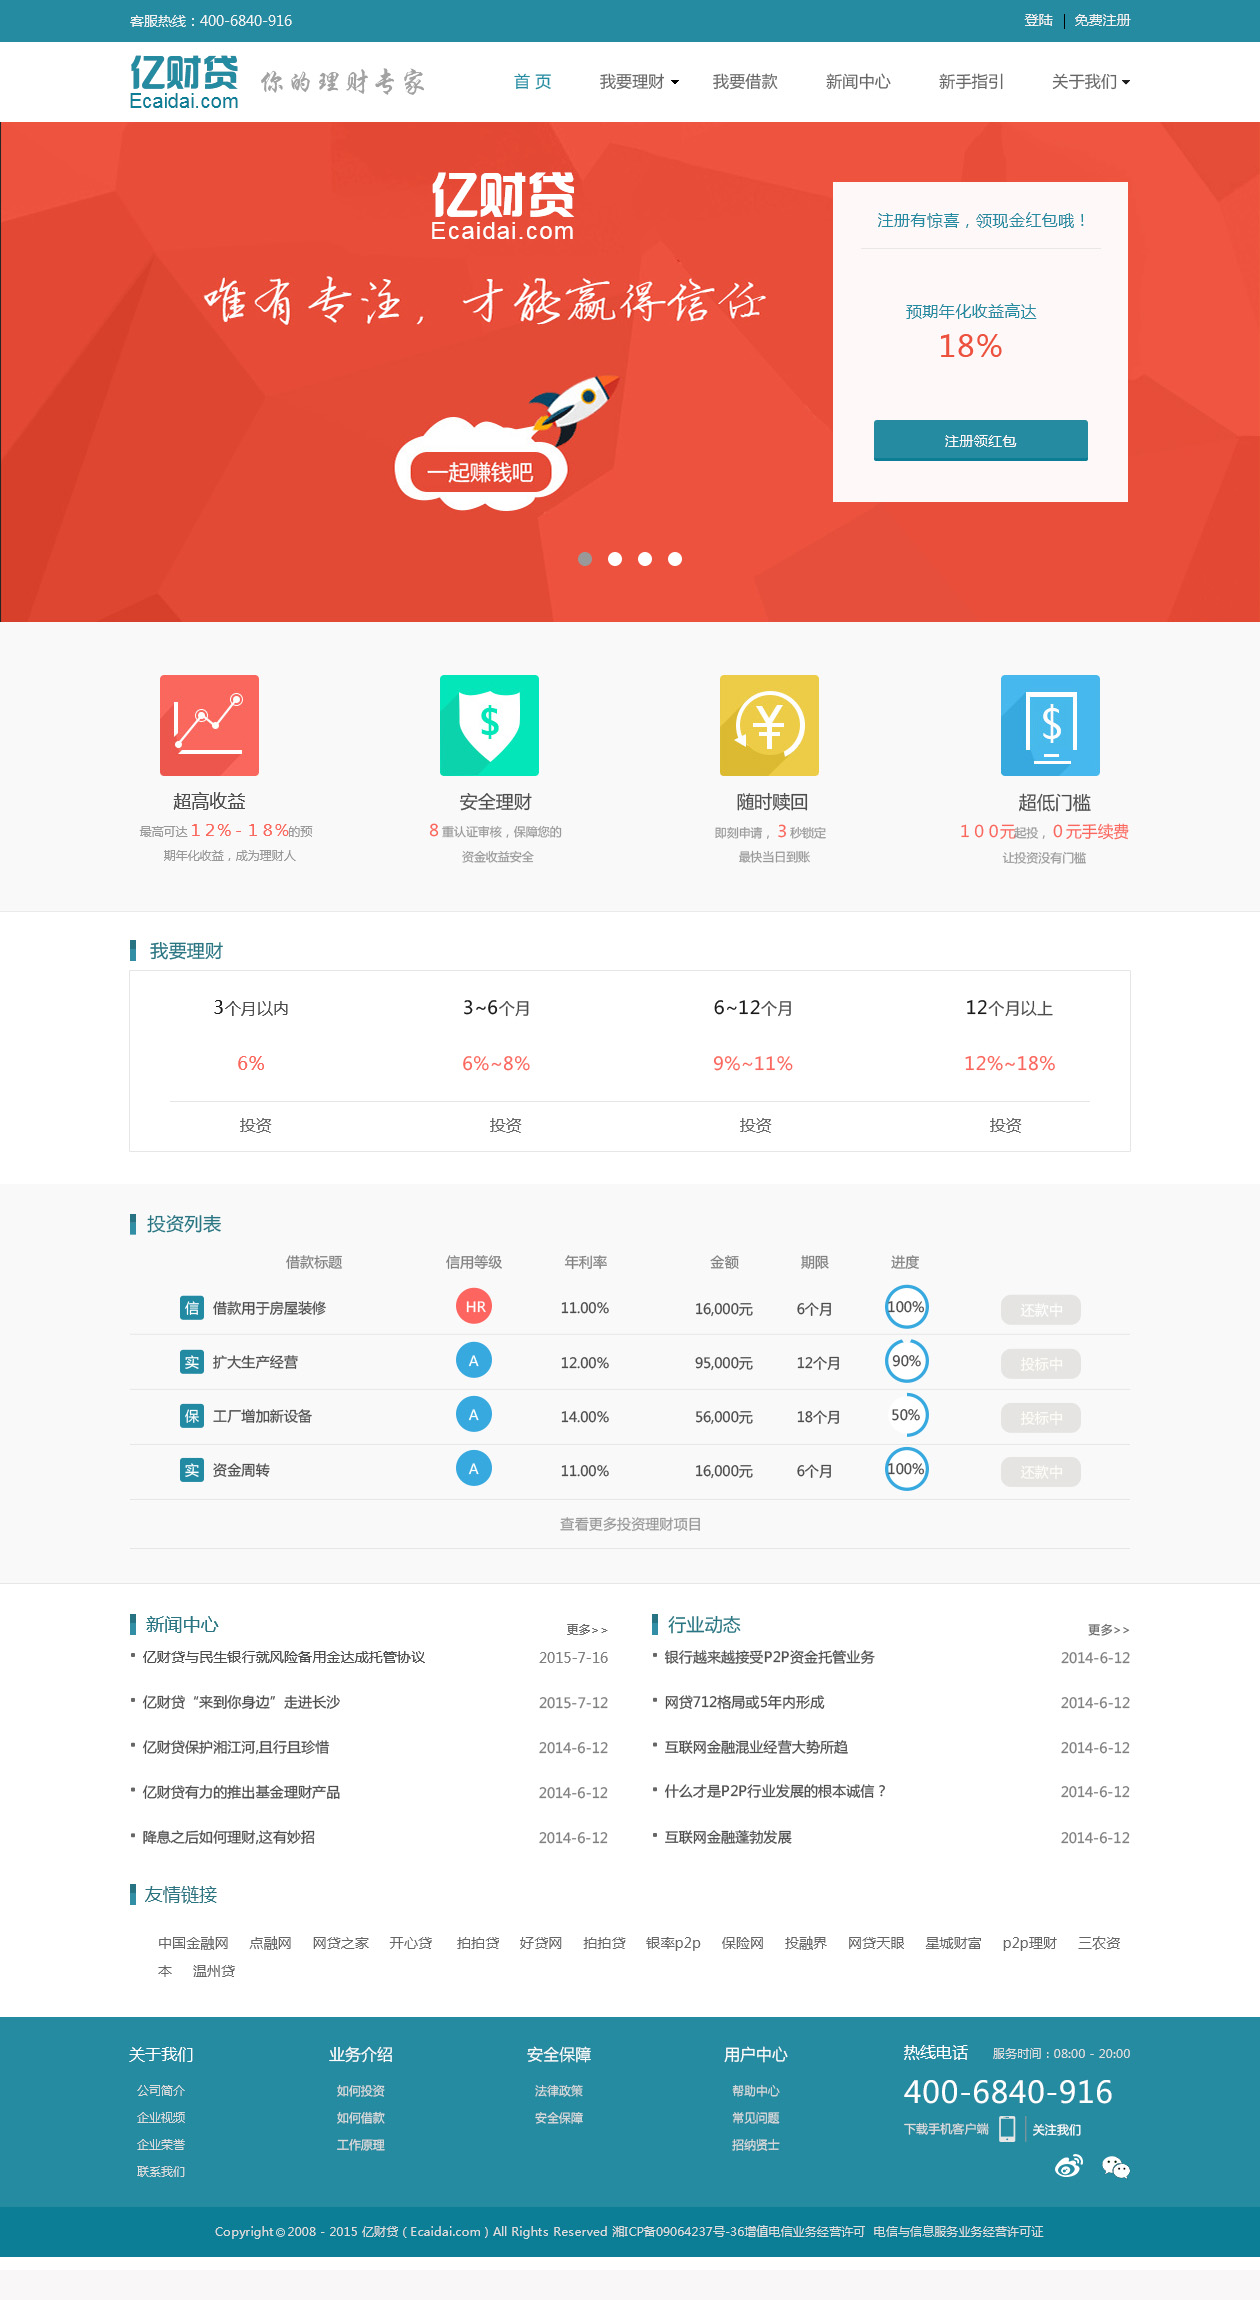 客服热线：400-6840-916
登陆 | 免费注册
亿财贷
Ecaidai.com
你的理财专家
首 页 我要理财 我要借款 新闻中心 新手指引 关于我们
亿财贷
Ecaidai.com
唯有专注，才能赢得信任
一起赚钱吧
注册有惊喜，领现金红包哦！
预期年化收益高达
18%
注册领红包
超高收益
最高可达 12%-18%的预
期年化收益，成为理财人
安全理财
8 重认证审核，保障您的
资金收益安全
随时赎回
即刻申请，3 秒锁定
最快当日到账
超低门槛
100元起投，0元手续费
让投资没有门槛
我要理财
3个月以内 3~6个月 6~12个月 12个月以上
6% 6%~8% 9%~11% 12%~18%
投资 投资 投资 投资
投资列表
借款标题 信用等级 年利率 金额 期限 进度
信 借款用于房屋装修 HR 11.00% 16,000元 6个月 100% 还款中
实 扩大生产经营 A 12.00% 95,000元 12个月 90% 投标中
保 工厂增加新设备 A 14.00% 56,000元 18个月 50% 投标中
实 资金周转 A 11.00% 16,000元 6个月 100% 还款中
查看更多投资理财项目
新闻中心 更多>>
亿财贷与民生银行就风险备用金达成托管协议 2015-7-16
亿财贷“来到你身边”走进长沙 2015-7-12
亿财贷保护湘江河,且行且珍惜 2014-6-12
亿财贷有力的推出基金理财产品 2014-6-12
降息之后如何理财,这有妙招 2014-6-12
行业动态 更多>>
银行越来越接受P2P资金托管业务 2014-6-12
网贷712格局或5年内形成 2014-6-12
互联网金融混业经营大势所趋 2014-6-12
什么才是P2P行业发展的根本诚信？ 2014-6-12
互联网金融蓬勃发展 2014-6-12
友情链接
中国金融网 点融网 网贷之家 开心贷 拍拍贷 好贷网 拍拍贷 银率p2p 保险网 投融界 网贷天眼 星城财富 p2p理财 三农资
本 温州贷
关于我们
公司简介
企业视频
企业荣誉
联系我们
业务介绍
如何投资
如何借款
工作原理
安全保障
法律政策
安全保障
用户中心
帮助中心
常见问题
招纳贤士
热线电话 服务时间：08:00 - 20:00
400-6840-916
下载手机客户端 关注我们
Copyright©2008 - 2015 亿财贷（Ecaidai.com）All Rights Reserved 湘ICP备09064237号-36增值电信业务经营许可 电信与信息服务业务经营许可证